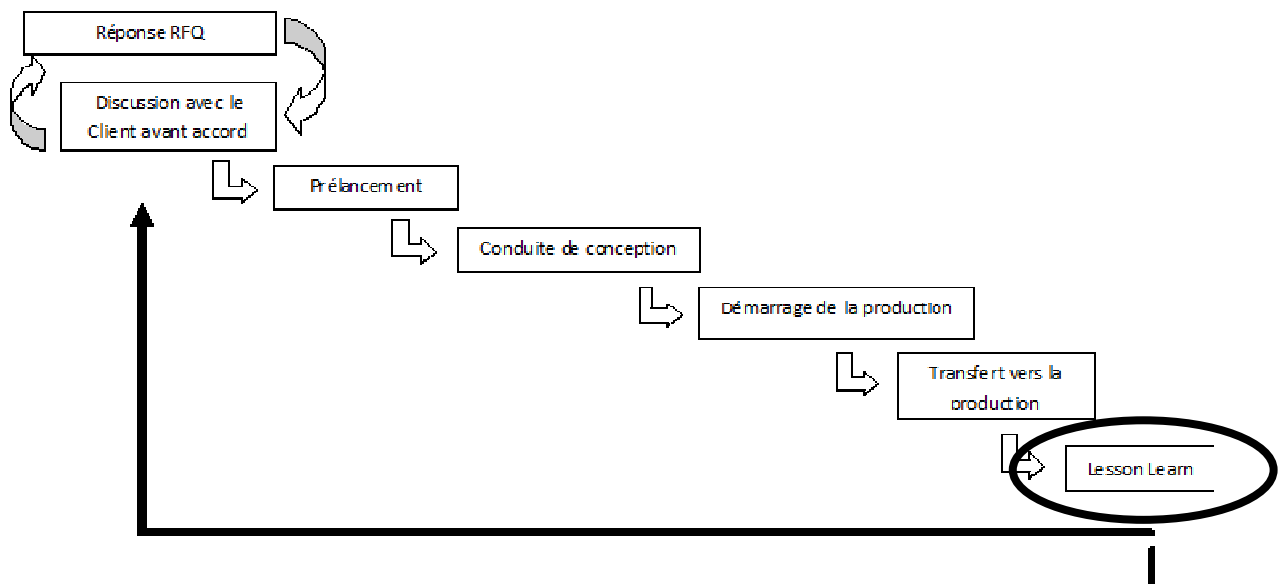 Réponse RFQ
Discussion avec le
Client avant accord
Prélancement
Conduite de conception
Démarrage de la production
Transfert vers la
production
Lesson Learn